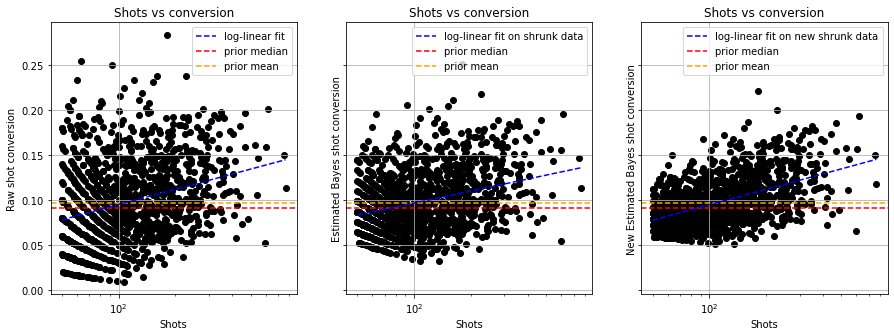 Shots vs conversion
Shots vs conversion
Shots vs conversion
log-linear fit
prior median
prior mean
log-linear fit on shrunk data
prior median
prior mean
log-linear fit on new shrunk data
prior median
prior mean
Raw shot conversion
0.25
0.20
0.15
0.10
0.05
0.00
Estimated Bayes shot conversion
New Estimated Bayes shot conversion
10²
10²
10²
Shots
Shots
Shots